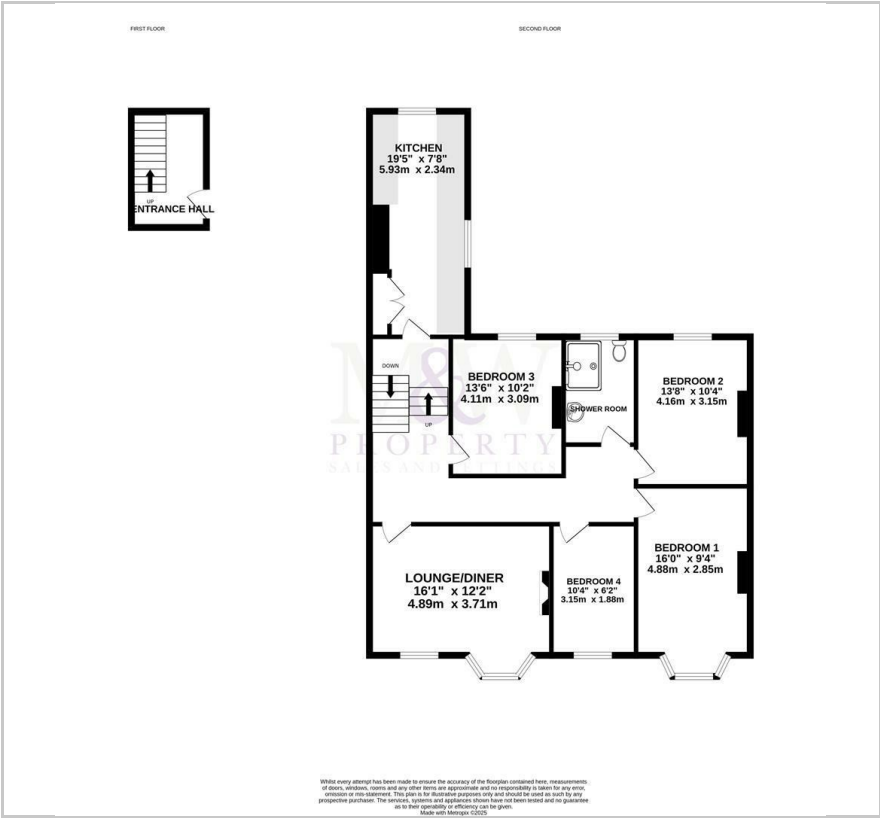 FIRST FLOOR
SECOND FLOOR
UP
ENTRANCE HALL
KITCHEN
19'5" x 7'8"
5.93m x 2.34m
DOWN
UP
BEDROOM 3
13'6" x 10'2"
4.11m x 3.09m
SHOWER ROOM
BEDROOM 2
13'8" x 10'4"
4.16m x 3.15m
M&W
PROPERTY
SALES AND LETTINGS
LOUNGE/DINER
16'1" x 12'2"
4.89m x 3.71m
BEDROOM 4
10'4" x 6'2"
3.15m x 1.88m
BEDROOM 1
16'0" x 9'4"
4.88m x 2.85m
Whilst every attempt has been made to ensure the accuracy of the floorplan contained here, measurements
of doors, windows, rooms and any other items are approximate and no responsibility is taken for any error,
omission or mis-statement. This plan is for illustrative purposes only and should be used as such by any
prospective purchaser. The services, systems and appliances shown have not been tested and no guarantee
as to their operability or efficiency can be given.
Made with Metropix ©2025